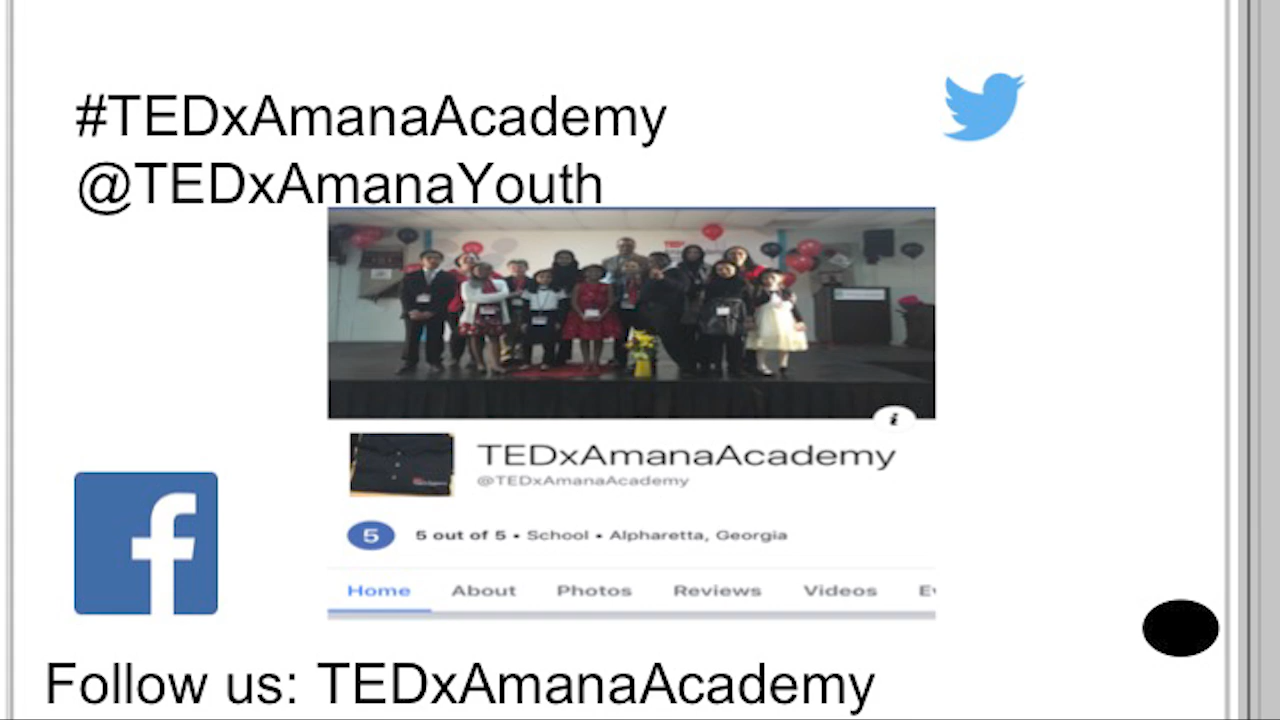 #TEDxAmanaAcademy
@TEDxAmanaYouth
TEDx
i
TEDxAmanaAcademy
@TEDxAmanaAcademy
5 5 out of 5 • School • Alpharetta, Georgia
Home About Photos Reviews Videos
Follow us: TEDxAmanaAcademy